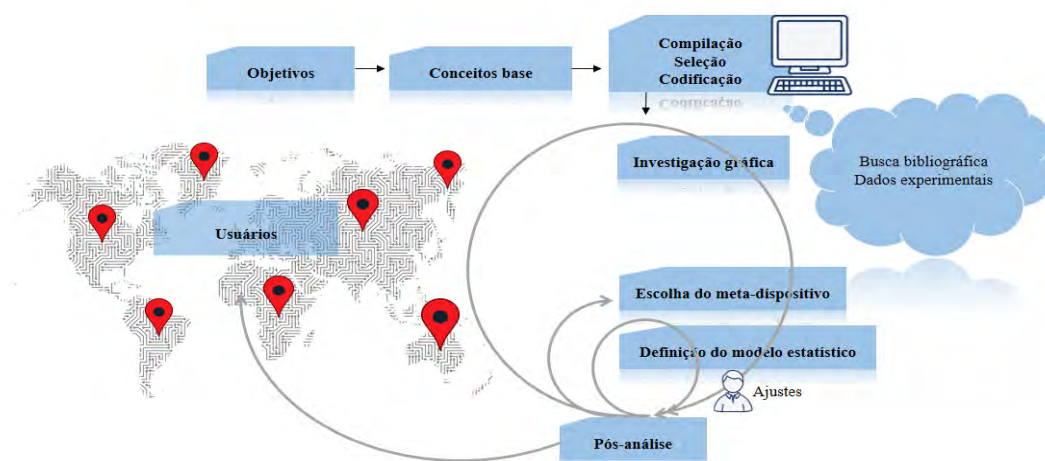 Objetivos
Conceitos base
Compilação
Seleção
Codificação
Investigação gráfica
Busca bibliográfica
Dados experimentais
Usuários
Escolha do meta-dispositivo
Definição do modelo estatístico
Ajustes
Pós-análise